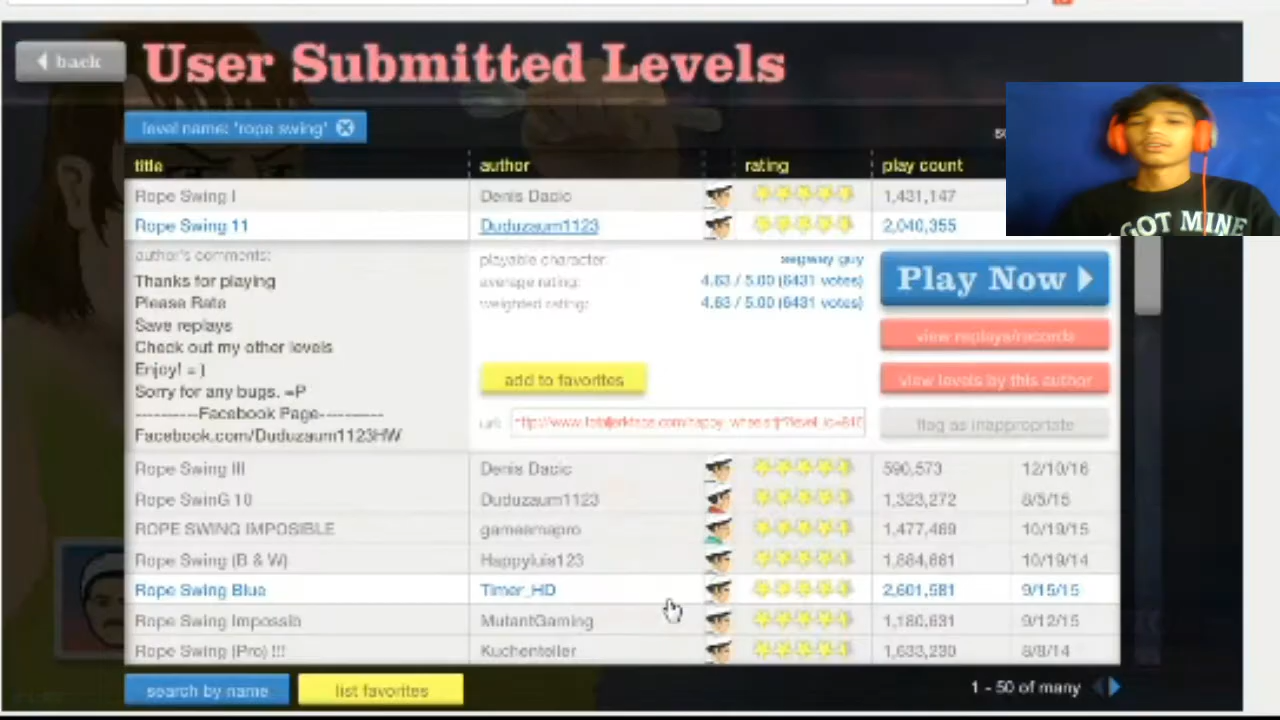 back
User Submitted Levels
level name: 'rope swing'
title author rating play count
Rope Swing I Denis Dacic 1,431,147
Rope Swing 11 Duduzaum1123 2,040,355
GOT MINE
author's comments:
Thanks for playing
Please Rate
Save replays
Check out my other levels
Enjoy! =)
Sorry for any bugs. =P
----------Facebook Page---------
Facebook.com/Duduzaum1123HW
playable character: segway guy
average rating: 4.63 / 5.00 (6431 votes)
weighted rating: 4.63 / 5.00 (6431 votes)
add to favorites
url:
Play Now
view replays/records
view levels by this author
flag as inappropriate
Rope Swing III Denis Dacic 590,573 12/10/16
Rope SwinG 10 Duduzaum1123 1,323,272 8/5/15
ROPE SWING IMPOSIBLE 1,477,469 10/19/15
Rope Swing (B & W) Happyluis123 1,884,661 10/19/14
Rope Swing Blue Timer_HD 2,601,581 9/15/15
Rope Swing Impossib MutantGaming 1,180,631 9/12/15
Rope Swing (Pro) !!! Kuchenteller 1,633,230 8/8/14
search by name
list favorites
1 - 50 of many